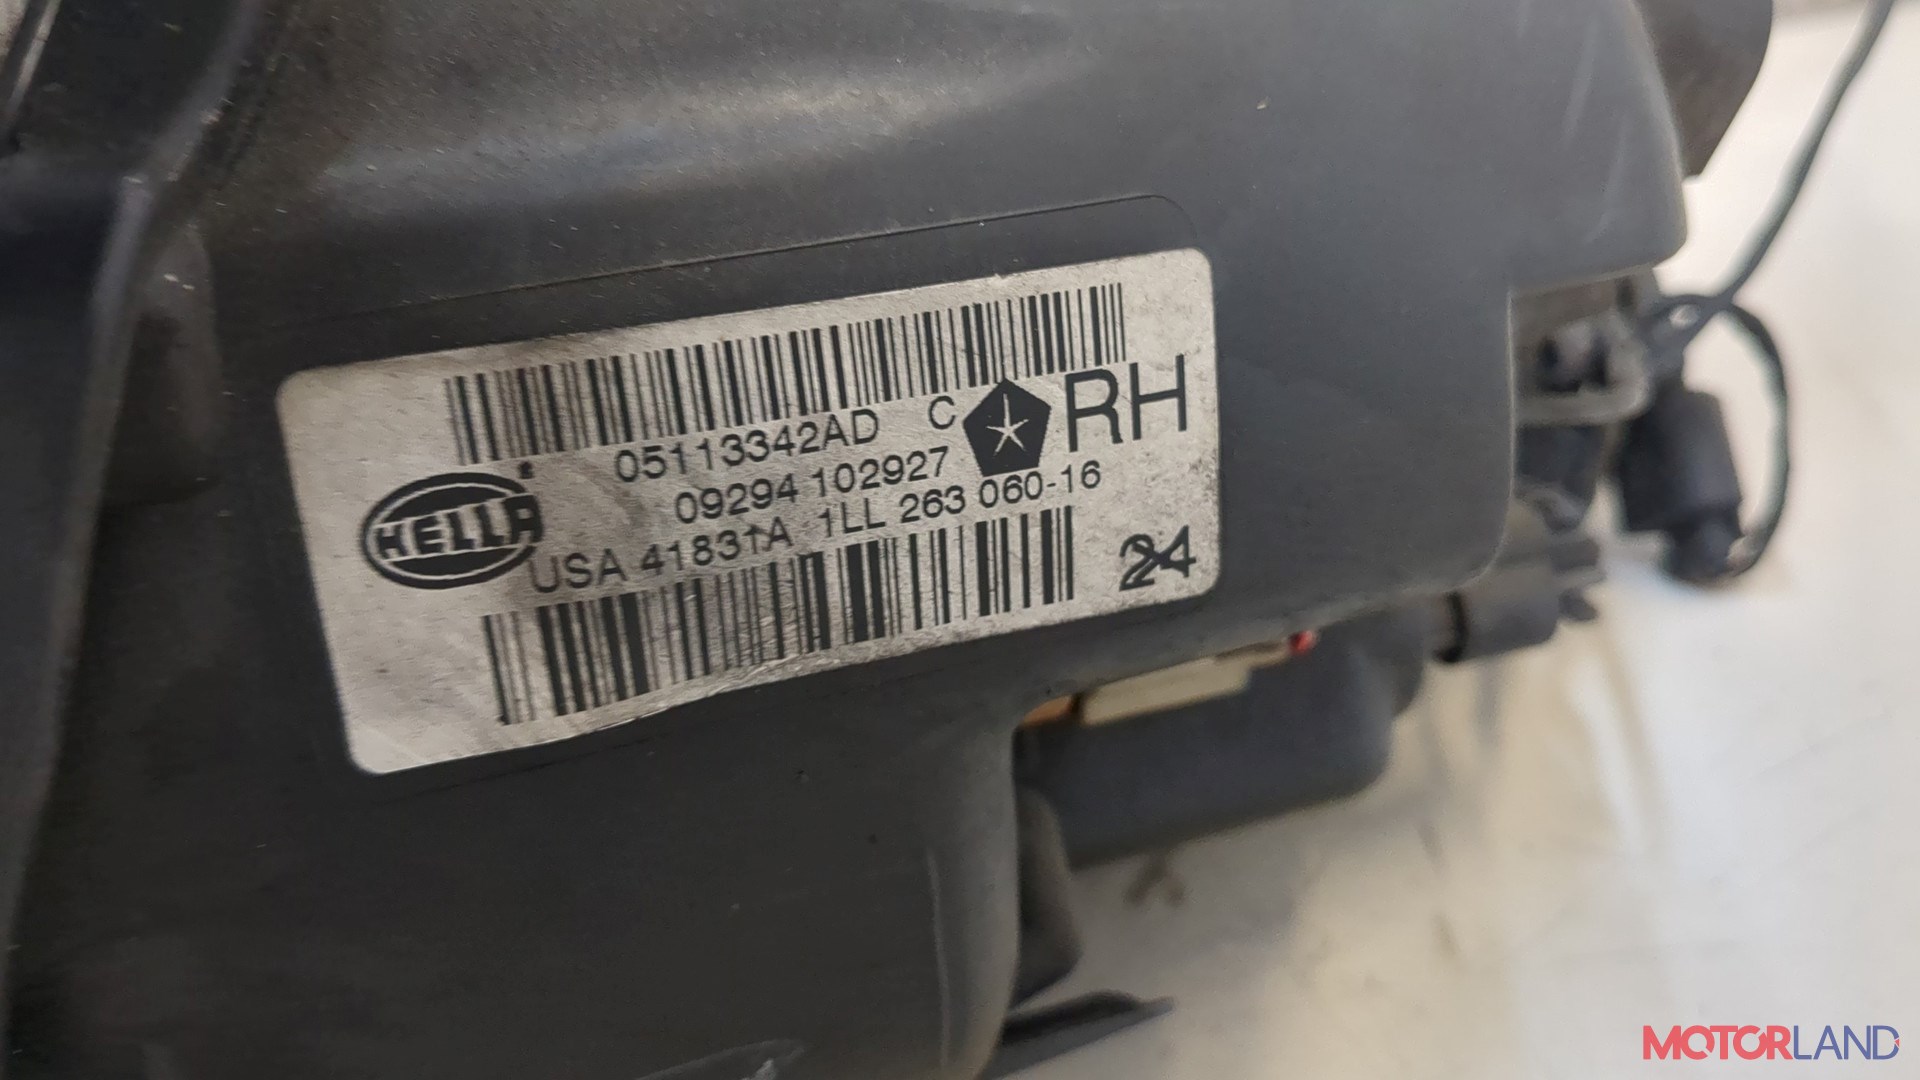 05113342AD C RH
09294 102927
HELLA USA 41831A 1LL 263 060-16
24
MOTORLAND